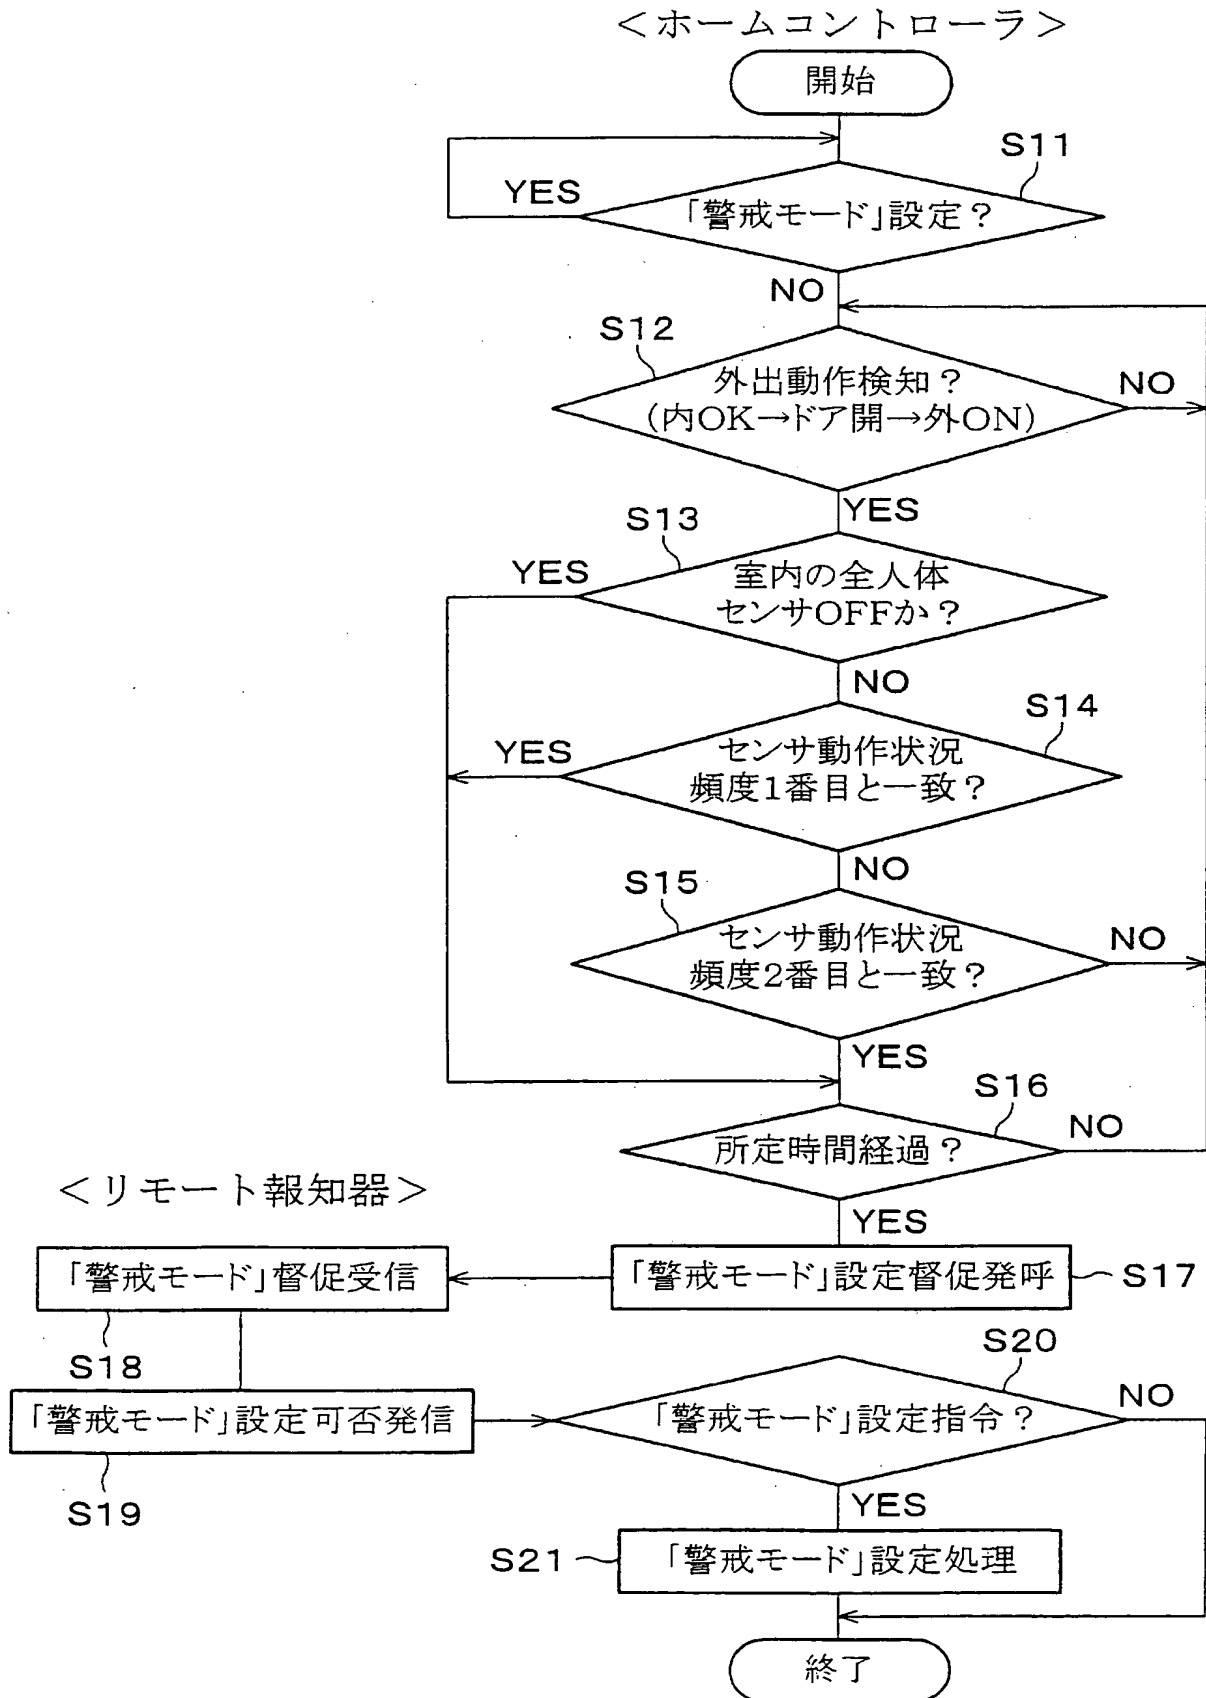 ＜ホームコントローラ＞
開始
S11
YES
「警戒モード」設定？
NO
S12
外出動作検知？
(内OK→ドア開→外ON)
NO
YES
S13
YES
室内の全人体
センサOFFか？
NO
S14
YES
センサ動作状況
頻度1番目と一致？
NO
S15
センサ動作状況
頻度2番目と一致？
NO
YES
S16
所定時間経過？
NO
YES
＜リモート報知器＞
「警戒モード」督促受信
「警戒モード」設定督促発呼
S17
S18
S20
「警戒モード」設定可否発信
「警戒モード」設定指令？
NO
S19
YES
S21
「警戒モード」設定処理
終了